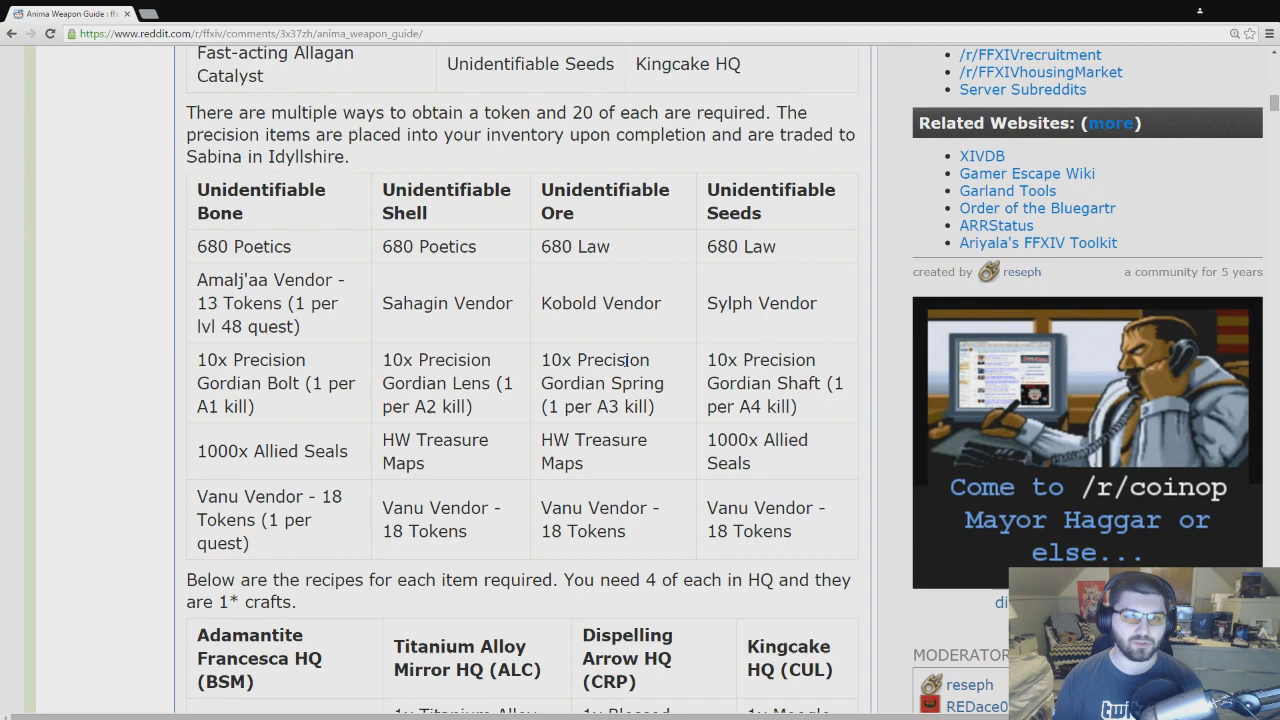 Anima Weapon Guide : ff
https://www.reddit.com/r/ffxiv/comments/3x37zh/anima_weapon_guide/
Fast-acting Allagan
Catalyst
Unidentifiable Seeds
Kingcake HQ
There are multiple ways to obtain a token and 20 of each are required. The
precision items are placed into your inventory upon completion and are traded to
Sabina in Idyllshire.
Unidentifiable
Bone
Unidentifiable
Shell
Unidentifiable
Ore
Unidentifiable
Seeds
680 Poetics
680 Poetics
680 Law
680 Law
Amalj'aa Vendor -
13 Tokens (1 per
lvl 48 quest)
Sahagin Vendor
Kobold Vendor
Sylph Vendor
10x Precision
Gordian Bolt (1 per
A1 kill)
10x Precision
Gordian Lens (1
per A2 kill)
10x Precision
Gordian Spring
(1 per A3 kill)
10x Precision
Gordian Shaft (1
per A4 kill)
1000x Allied Seals
HW Treasure
Maps
HW Treasure
Maps
1000x Allied
Seals
Vanu Vendor - 18
Tokens (1 per
quest)
Vanu Vendor -
18 Tokens
Vanu Vendor -
18 Tokens
Vanu Vendor -
18 Tokens
Below are the recipes for each item required. You need 4 of each in HQ and they
are 1* crafts.
Adamantite
Francesca HQ
(BSM)
Titanium Alloy
Mirror HQ (ALC)
Dispelling
Arrow HQ
(CRP)
Kingcake
HQ (CUL)
1x Titanium Alloy
1x Blessed
1x Moogle
/r/FFXIVrecruitment
/r/FFXIVhousingMarket
Server Subreddits
Related Websites: (more)
XIVDB
Gamer Escape Wiki
Garland Tools
Order of the Bluegartr
ARRStatus
Ariyala's FFXIV Toolkit
created by reseph
a community for 5 years
Come to /r/coinop
Mayor Haggar or
else...
di
MODERATOR
reseph
REDace0